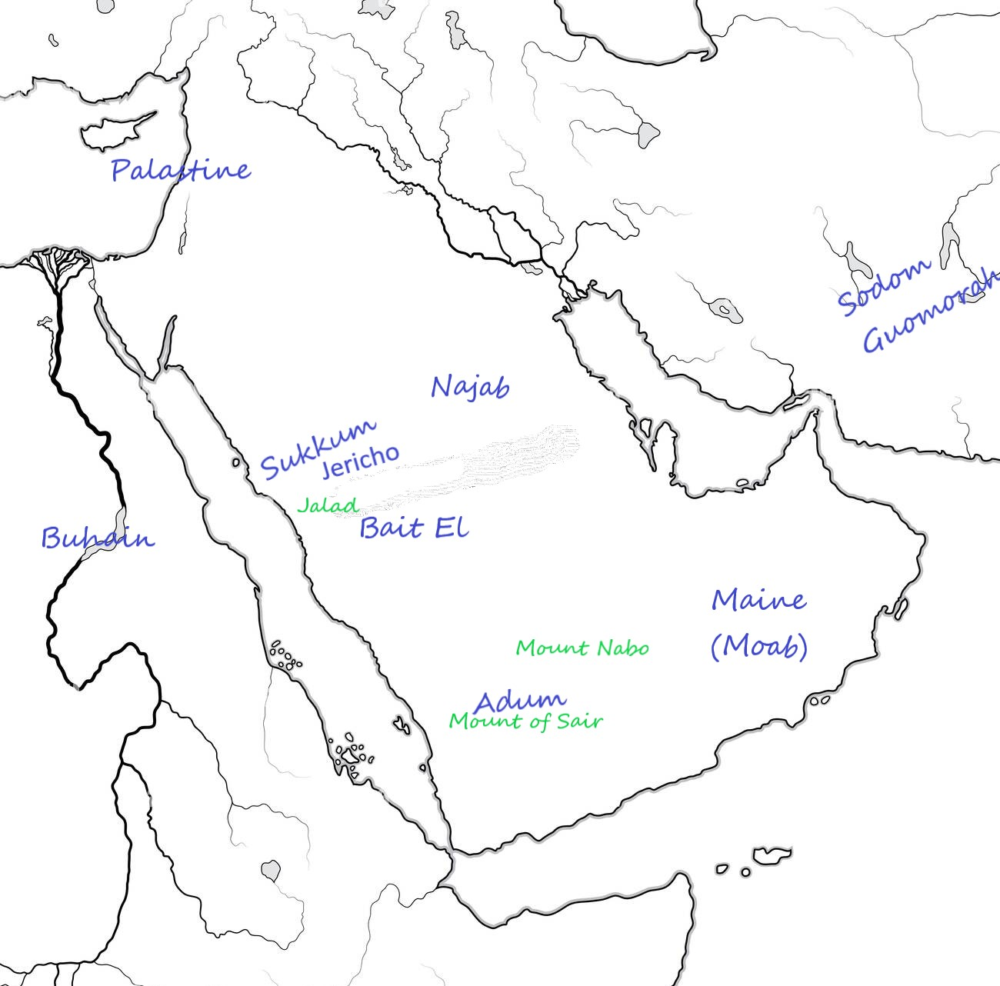 Palastine
Sodom
Guomorah
Najab
Sukkum
Jericho
Jalad
Bait El
Buhain
Maine
(Moab)
Mount Nabo
Adum
Mount of Sair